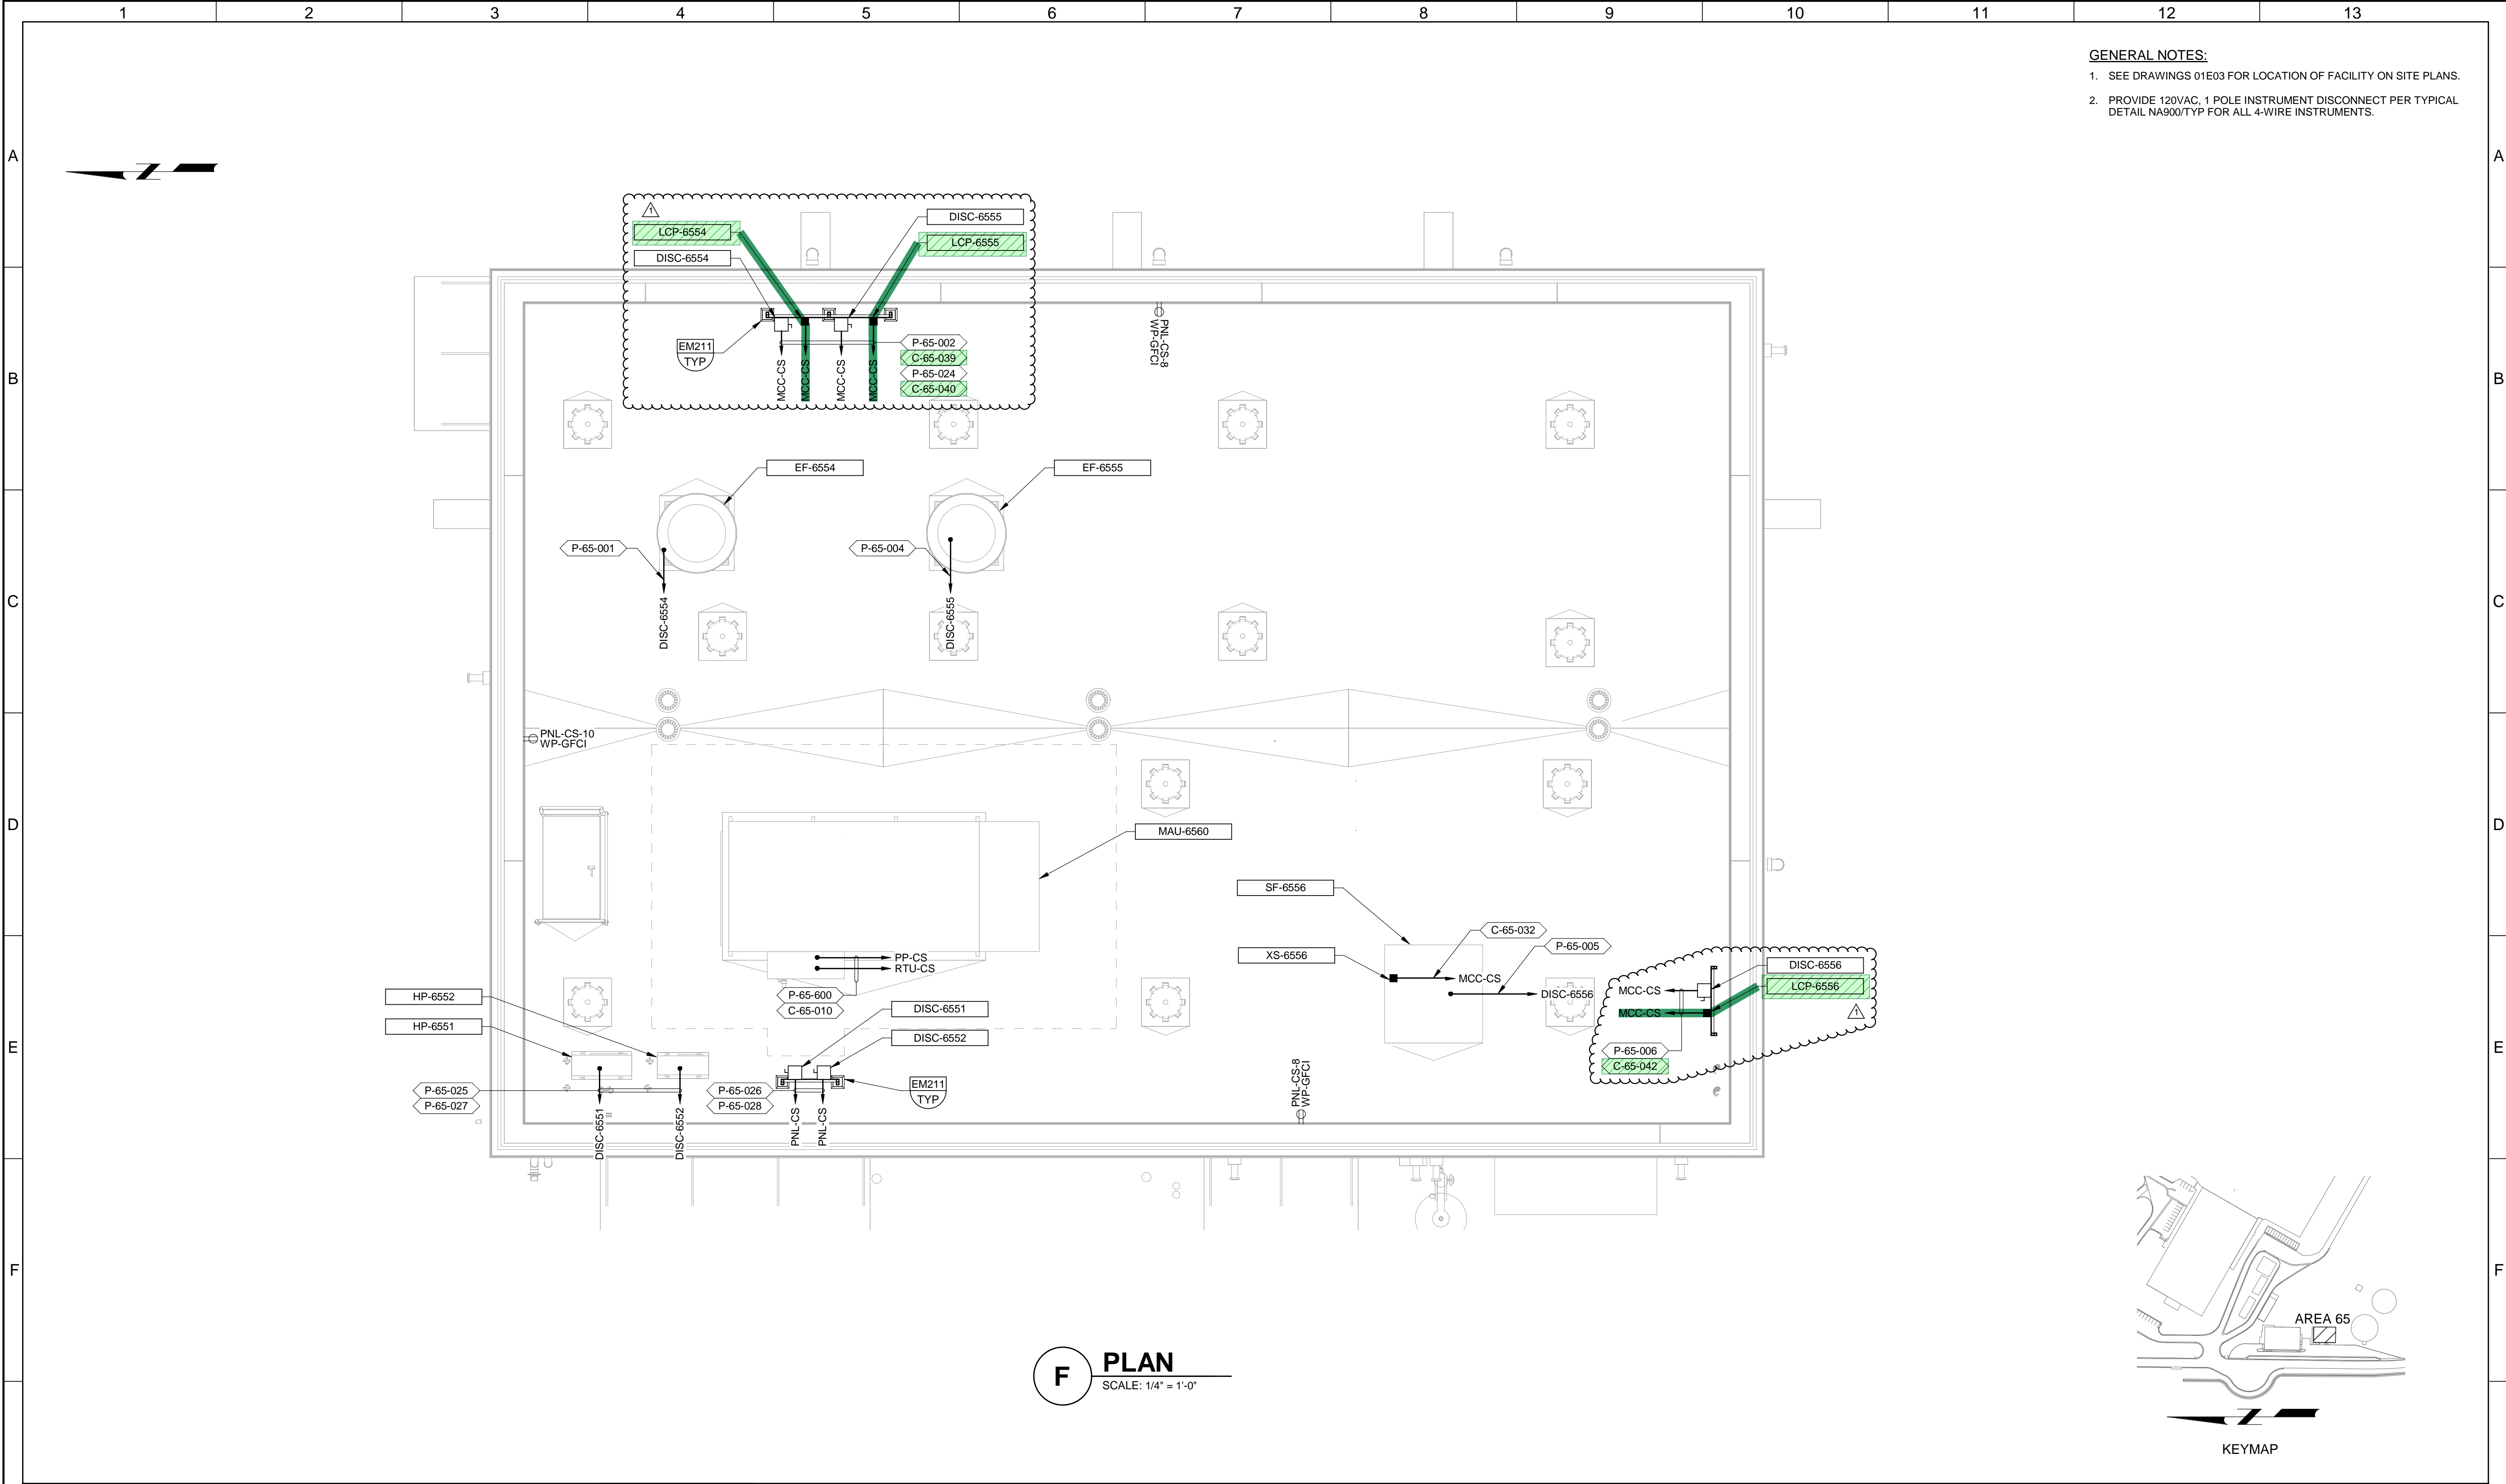 1 2 3 4 5 6 7 8 9 10 11 12 13
GENERAL NOTES:
1. SEE DRAWINGS 01E03 FOR LOCATION OF FACILITY ON SITE PLANS.
2. PROVIDE 120VAC, 1 POLE INSTRUMENT DISCONNECT PER TYPICAL
DETAIL NA900/TYP FOR ALL 4-WIRE INSTRUMENTS.
A
A
Z
1
DISC-6555
LCP-6554
LCP-6555
DISC-6554
EM211
TYP
P-65-002
C-65-039
P-65-024
C-65-040
MCC-CS
MCC-CS
MCC-CS
MCC-CS
PNL-CS-8
WP-GFCI
B
B
EF-6554
EF-6555
P-65-001
P-65-004
DISC-6554
DISC-6555
C
C
PNL-CS-10
WP-GFCI
MAU-6560
D
D
SF-6556
C-65-032
P-65-005
XS-6556
MCC-CS
DISC-6556
PP-CS
RTU-CS
DISC-6556
LCP-6556
MCC-CS
MCC-CS
1
P-65-006
C-65-042
HP-6552
HP-6551
P-65-600
C-65-010
DISC-6551
DISC-6552
E
E
P-65-025
P-65-027
P-65-026
P-65-028
EM211
TYP
DISC-6551
DISC-6552
PNL-CS
PNL-CS
PNL-CS-8
WP-GFCI
F
F
AREA 65
F
PLAN
SCALE: 1/4" = 1'-0"
Z
KEYMAP